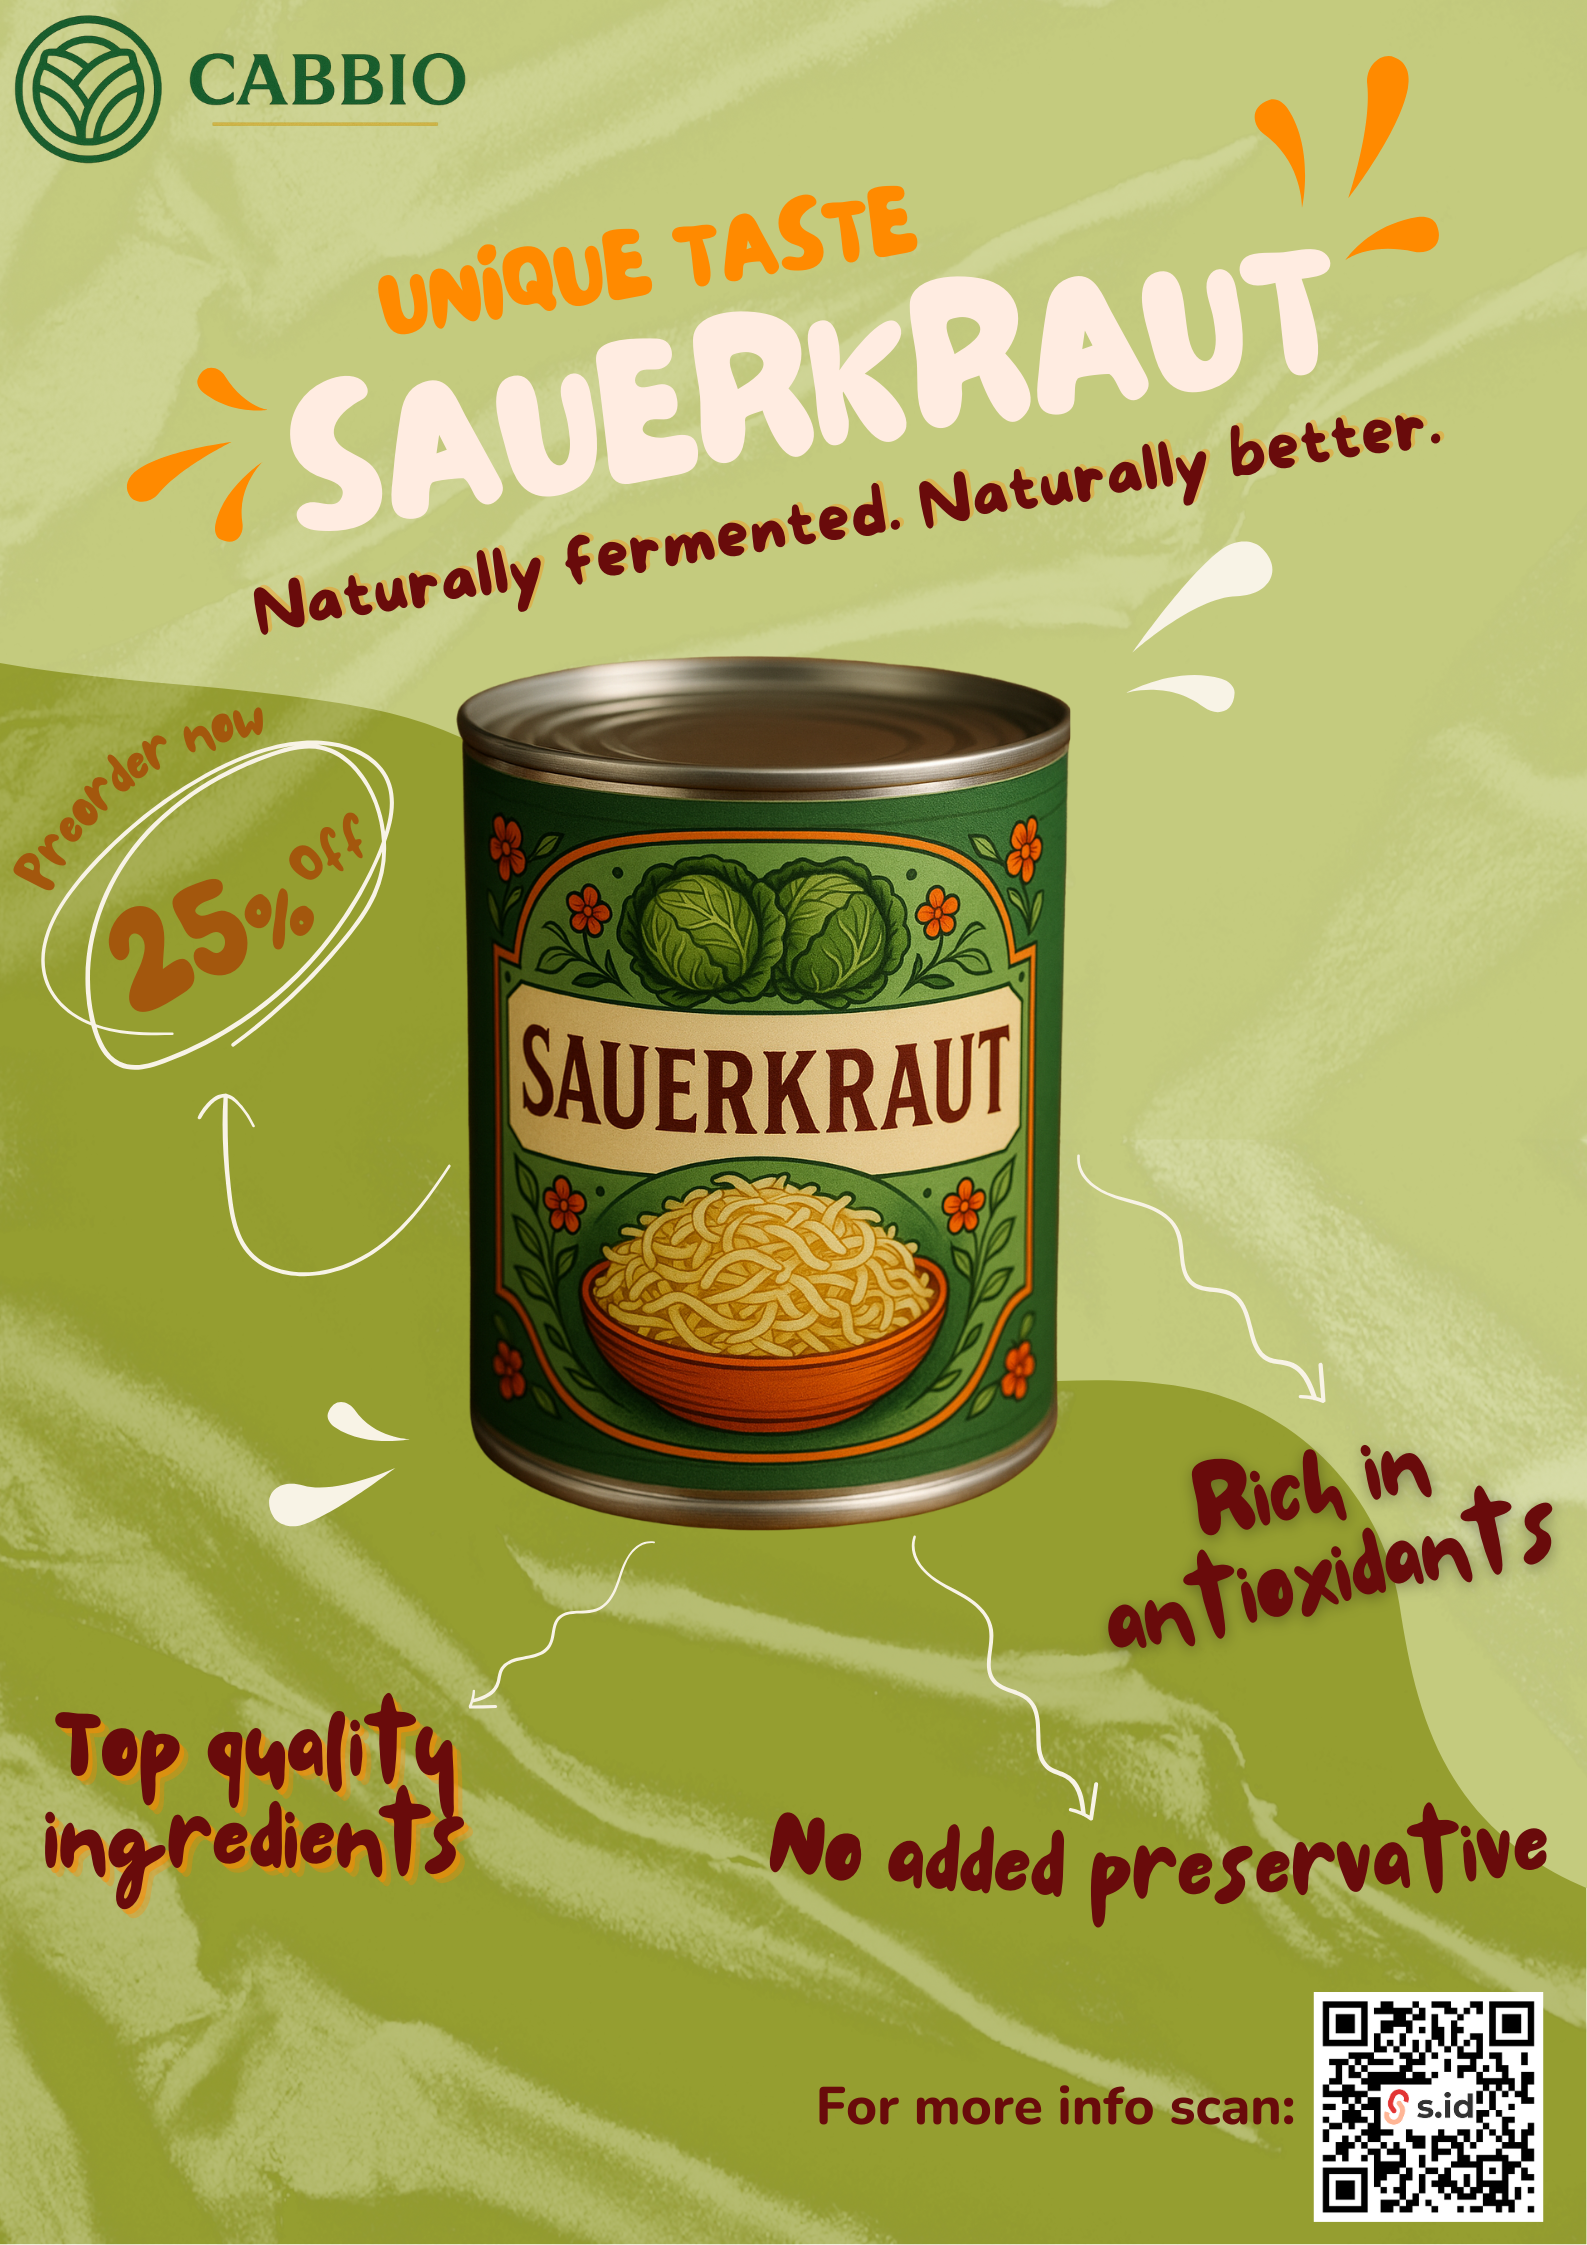 CABBIO
UNIQUE TASTE
SAUERKRAUT
Naturally fermented. Naturally better.
Preorder now
25% Off
SAUERKRAUT
Rich in
antioxidants
Top quality
ingredients
No added preservative
For more info scan:
s.id